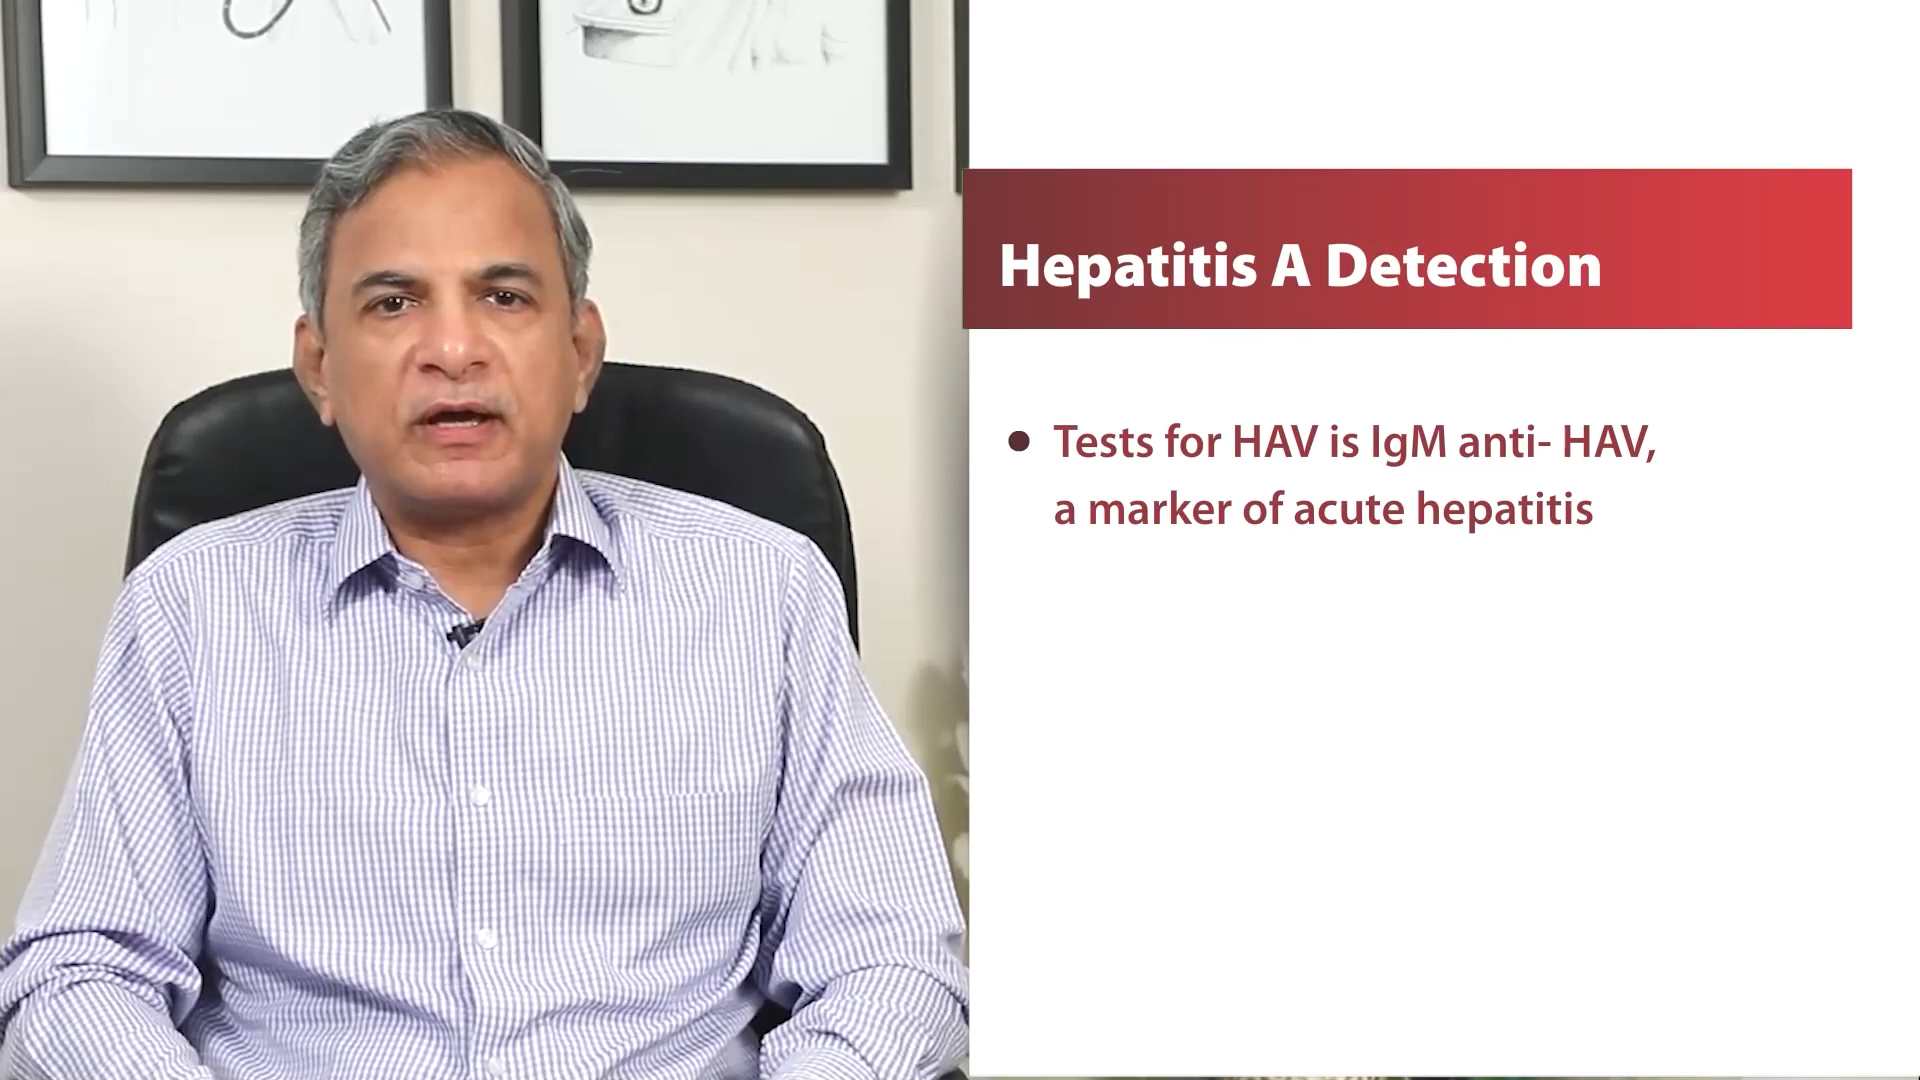 Hepatitis A Detection
• Tests for HAV is IgM anti- HAV,
a marker of acute hepatitis